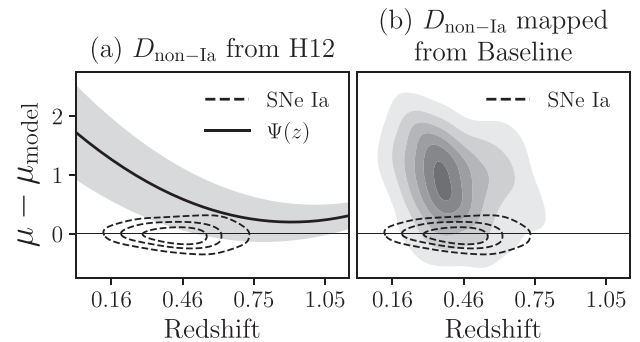 (a) D_non−Ia from H12
(b) D_non−Ia mapped
from Baseline
SNe Ia
Ψ(z)
SNe Ia
μ − μ_model
2
1
0
0.16 0.46 0.75 1.05
0.16 0.46 0.75 1.05
Redshift
Redshift